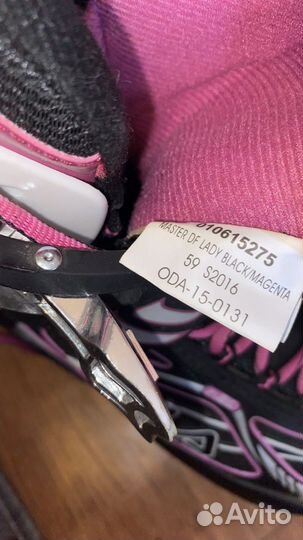 010615275
MASTER DF LADY BLACK/MAGENTA
59 S2016
ODA-15-0131
Avito